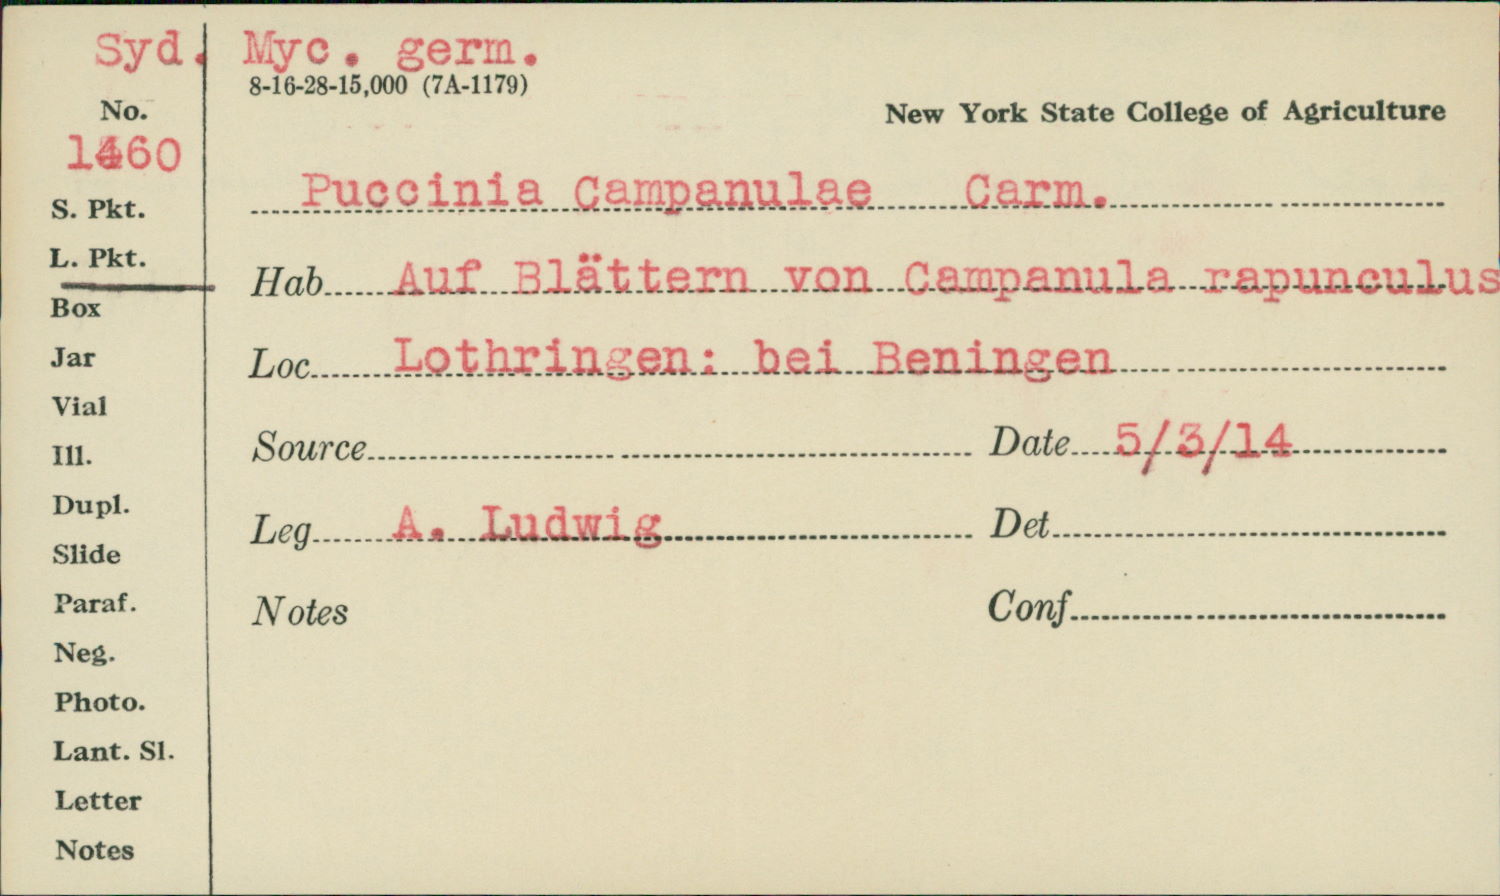 Syd. Myc. germ.
8-16-28-15,000 (7A-1179)
No.
New York State College of Agriculture
1460
Puccinia Campanulae Carm.
S. Pkt.
L. Pkt.
Hab Auf Blättern von Campanula rapunculus
Box
Jar
Loc Lothringen: bei Beningen
Vial
Ill.
Source Date 5/3/14
Dupl.
Leg A. Ludwig Det
Slide
Paraf.
Notes Conf
Neg.
Photo.
Lant. Sl.
Letter
Notes